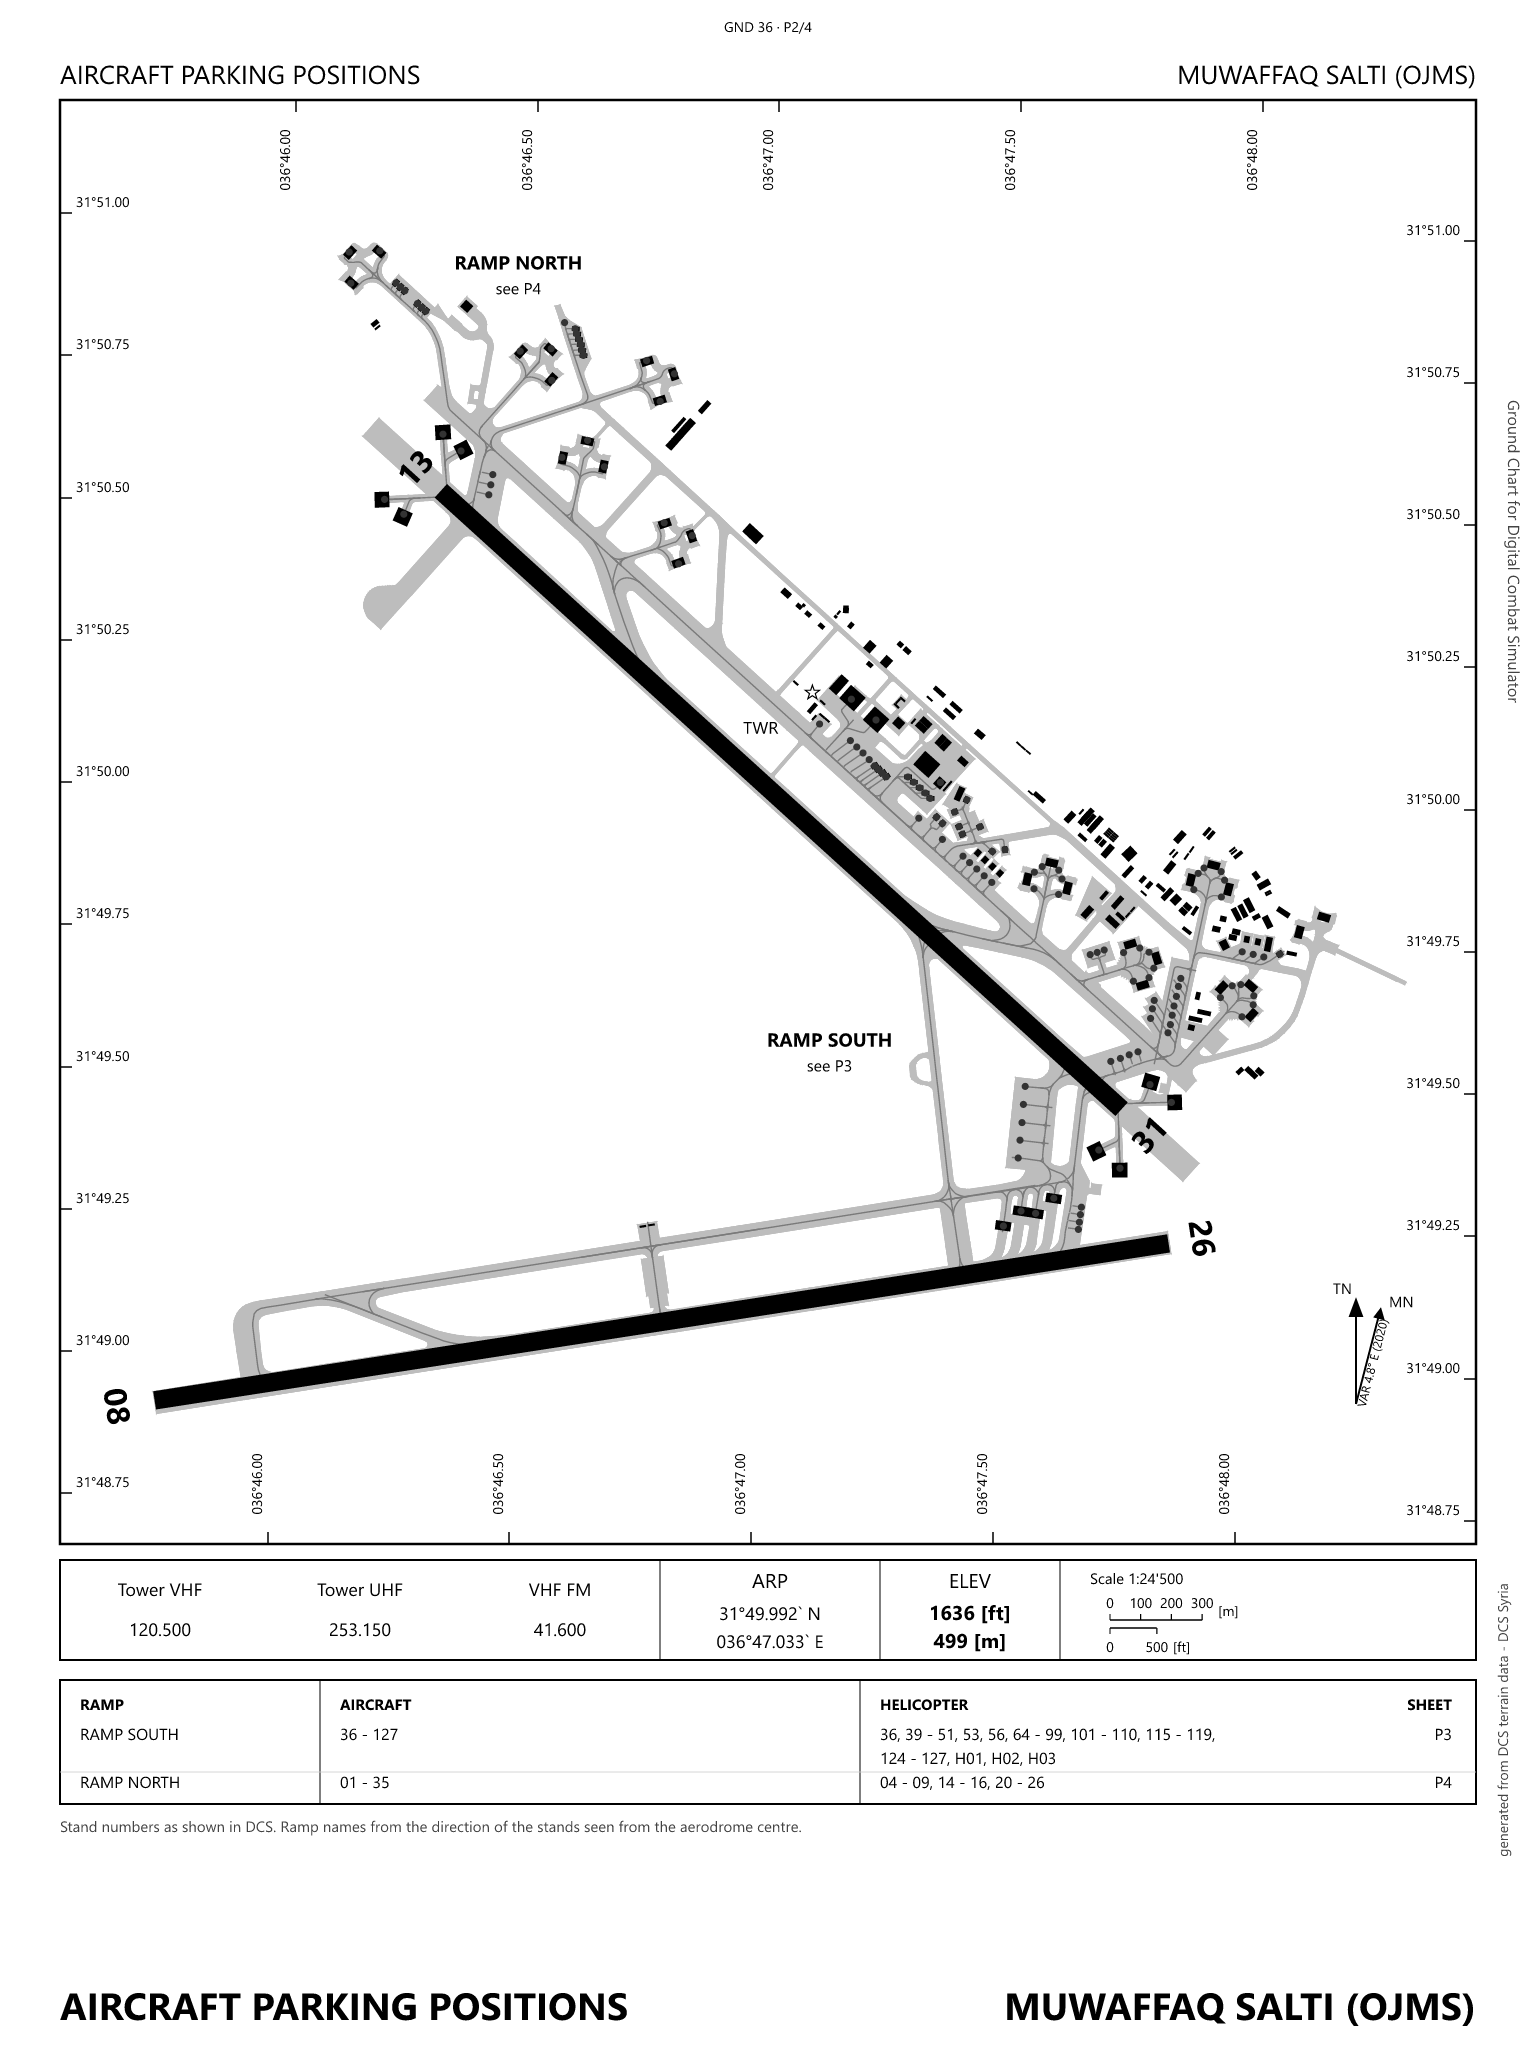 GND 36 · P2/4
AIRCRAFT PARKING POSITIONS
MUWAFFAQ SALTI (OJMS)
036°46.00
036°46.50
036°47.00
036°47.50
036°48.00
31°51.00
31°51.00
RAMP NORTH
see P4
31°50.75
31°50.75
13
31°50.50
31°50.50
31°50.25
31°50.25
TWR
31°50.00
31°50.00
31°49.75
31°49.75
RAMP SOUTH
see P3
31°49.50
31°49.50
31
31°49.25
31°49.25
26
TN
MN
VAR 4.8° E (2020)
31°49.00
31°49.00
08
31°48.75
31°48.75
036°46.00
036°46.50
036°47.00
036°47.50
036°48.00
Ground Chart for Digital Combat Simulator
Tower VHF
120.500
Tower UHF
253.150
VHF FM
41.600
ARP
31°49.992` N
036°47.033` E
ELEV
1636 [ft]
499 [m]
Scale 1:24'500
0 100 200 300 [m]
0 500 [ft]
RAMP AIRCRAFT HELICOPTER SHEET
RAMP SOUTH 36 - 127 36, 39 - 51, 53, 56, 64 - 99, 101 - 110, 115 - 119, P3
124 - 127, H01, H02, H03
RAMP NORTH 01 - 35 04 - 09, 14 - 16, 20 - 26 P4
Stand numbers as shown in DCS. Ramp names from the direction of the stands seen from the aerodrome centre.
generated from DCS terrain data - DCS Syria
AIRCRAFT PARKING POSITIONS
MUWAFFAQ SALTI (OJMS)